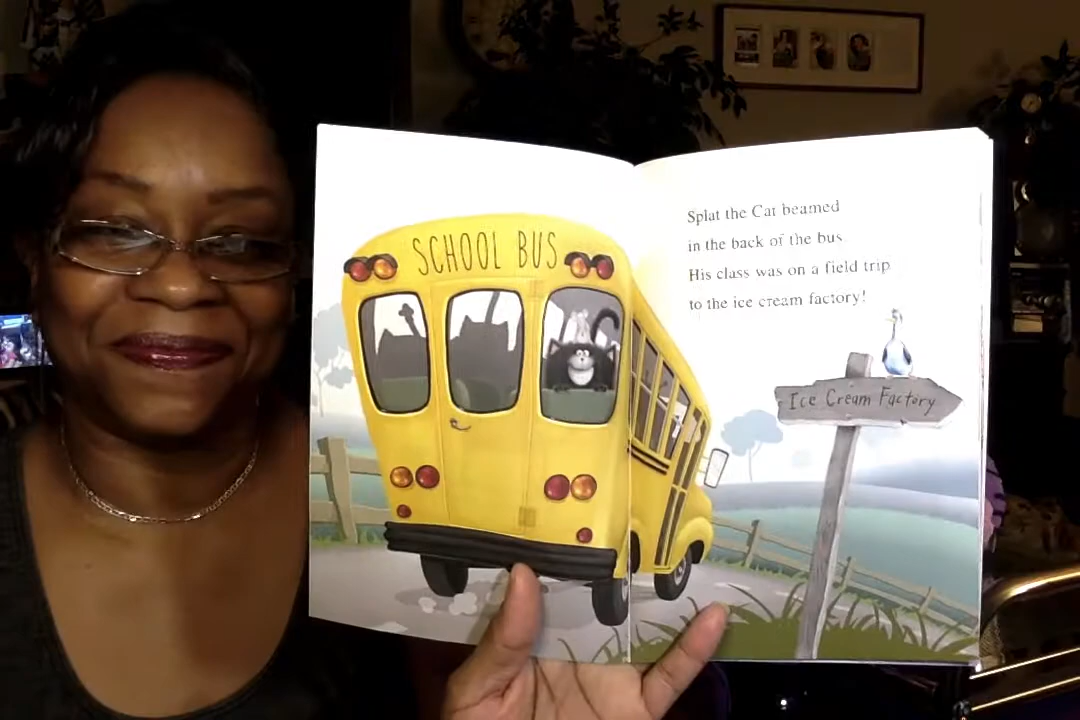 SCHOOL BUS
Splat the Cat beamed
in the back of the bus.
His class was on a field trip
to the ice cream factory!
Ice Cream Factory